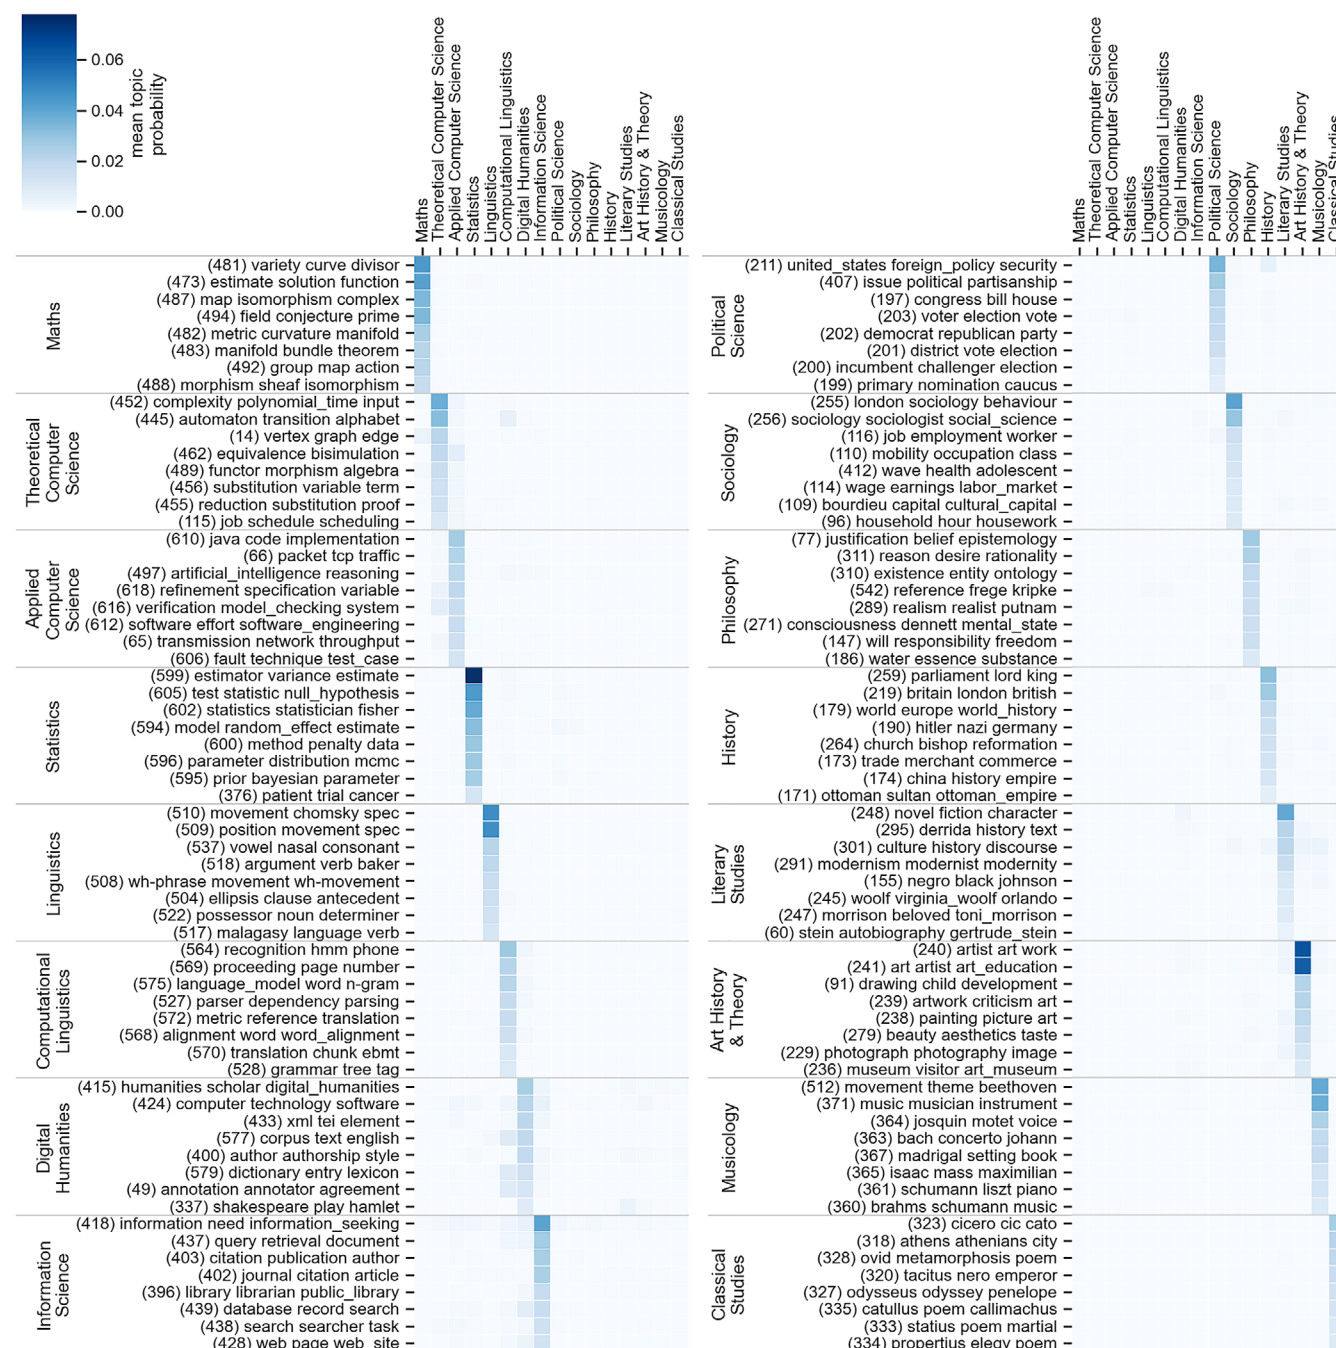 0.06
0.04
0.02
0.00
mean topic
probability
Maths
Theoretical Computer Science
Applied Computer Science
Statistics
Linguistics
Computational Linguistics
Digital Humanities
Information Science
Political Science
Sociology
Philosophy
History
Literary Studies
Art History & Theory
Musicology
Classical Studies
Maths
(481) variety curve divisor
(473) estimate solution function
(487) map isomorphism complex
(494) field conjecture prime
(482) metric curvature manifold
(483) manifold bundle theorem
(492) group map action
(488) morphism sheaf isomorphism
Theoretical
Computer
Science
(452) complexity polynomial_time input
(445) automaton transition alphabet
(14) vertex graph edge
(462) equivalence bisimulation
(489) functor morphism algebra
(456) substitution variable term
(455) reduction substitution proof
(115) job schedule scheduling
Applied
Computer
Science
(610) java code implementation
(66) packet tcp traffic
(497) artificial_intelligence reasoning
(618) refinement specification variable
(616) verification model_checking system
(612) software effort software_engineering
(65) transmission network throughput
(606) fault technique test_case
Statistics
(599) estimator variance estimate
(605) test statistic null_hypothesis
(602) statistics statistician fisher
(594) model random_effect estimate
(600) method penalty data
(596) parameter distribution mcmc
(595) prior bayesian parameter
(376) patient trial cancer
Linguistics
(510) movement chomsky spec
(509) position movement spec
(537) vowel nasal consonant
(518) argument verb baker
(508) wh-phrase movement wh-movement
(504) ellipsis clause antecedent
(522) possessor noun determiner
(517) malagasy language verb
Computational
Linguistics
(564) recognition hmm phone
(569) proceeding page number
(575) language_model word n-gram
(527) parser dependency parsing
(572) metric reference translation
(568) alignment word word_alignment
(570) translation chunk ebmt
(528) grammar tree tag
Digital
Humanities
(415) humanities scholar digital_humanities
(424) computer technology software
(433) xml tei element
(577) corpus text english
(400) author authorship style
(579) dictionary entry lexicon
(49) annotation annotator agreement
(337) shakespeare play hamlet
Information
Science
(418) information need information_seeking
(437) query retrieval document
(403) citation publication author
(402) journal citation article
(396) library librarian public_library
(439) database record search
(438) search searcher task
(428) web page web_site
Maths
Theoretical Computer Science
Applied Computer Science
Statistics
Linguistics
Computational Linguistics
Digital Humanities
Information Science
Political Science
Sociology
Philosophy
History
Literary Studies
Art History & Theory
Musicology
Classical Studies
Political
Science
(211) united_states foreign_policy security
(407) issue political partisanship
(197) congress bill house
(203) voter election vote
(202) democrat republican party
(201) district vote election
(200) incumbent challenger election
(199) primary nomination caucus
Sociology
(255) london sociology behaviour
(256) sociology sociologist social_science
(116) job employment worker
(110) mobility occupation class
(412) wave health adolescent
(114) wage earnings labor_market
(109) bourdieu capital cultural_capital
(96) household hour housework
Philosophy
(77) justification belief epistemology
(311) reason desire rationality
(310) existence entity ontology
(542) reference frege kripke
(289) realism realist putnam
(271) consciousness dennett mental_state
(147) will responsibility freedom
(186) water essence substance
History
(259) parliament lord king
(219) britain london british
(179) world europe world_history
(190) hitler nazi germany
(264) church bishop reformation
(173) trade merchant commerce
(174) china history empire
(171) ottoman sultan ottoman_empire
Literary
Studies
(248) novel fiction character
(295) derrida history text
(301) culture history discourse
(291) modernism modernist modernity
(155) negro black johnson
(245) woolf virginia_woolf orlando
(247) morrison beloved toni_morrison
(60) stein autobiography gertrude_stein
Art History
& Theory
(240) artist art work
(241) art artist art_education
(91) drawing child development
(239) artwork criticism art
(238) painting picture art
(279) beauty aesthetics taste
(229) photograph photography image
(236) museum visitor art_museum
Musicology
(512) movement theme beethoven
(371) music musician instrument
(364) josquin motet voice
(363) bach concerto johann
(367) madrigal setting book
(365) isaac mass maximilian
(361) schumann liszt piano
(360) brahms schumann music
Classical
Studies
(323) cicero cic cato
(318) athens athenians city
(328) ovid metamorphosis poem
(320) tacitus nero emperor
(327) odysseus odyssey penelope
(335) catullus poem callimachus
(333) statius poem martial
(334) propertius elegy poem